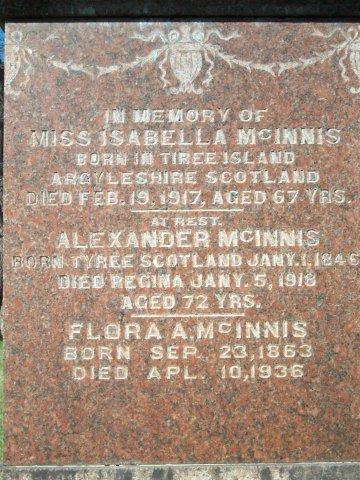 IN MEMORY OF
MISS ISABELLA McINNIS
BORN IN TIREE ISLAND
ARGYLESHIRE SCOTLAND
DIED FEB. 19. 1917, AGED 67 YRS.
AT REST.
ALEXANDER McINNIS
BORN TYREE SCOTLAND JANY. 1. 1846
DIED REGINA JANY. 5, 1918
AGED 72 YRS.
FLORA A. McINNIS
BORN SEP. 23, 1863
DIED APL. 10, 1936